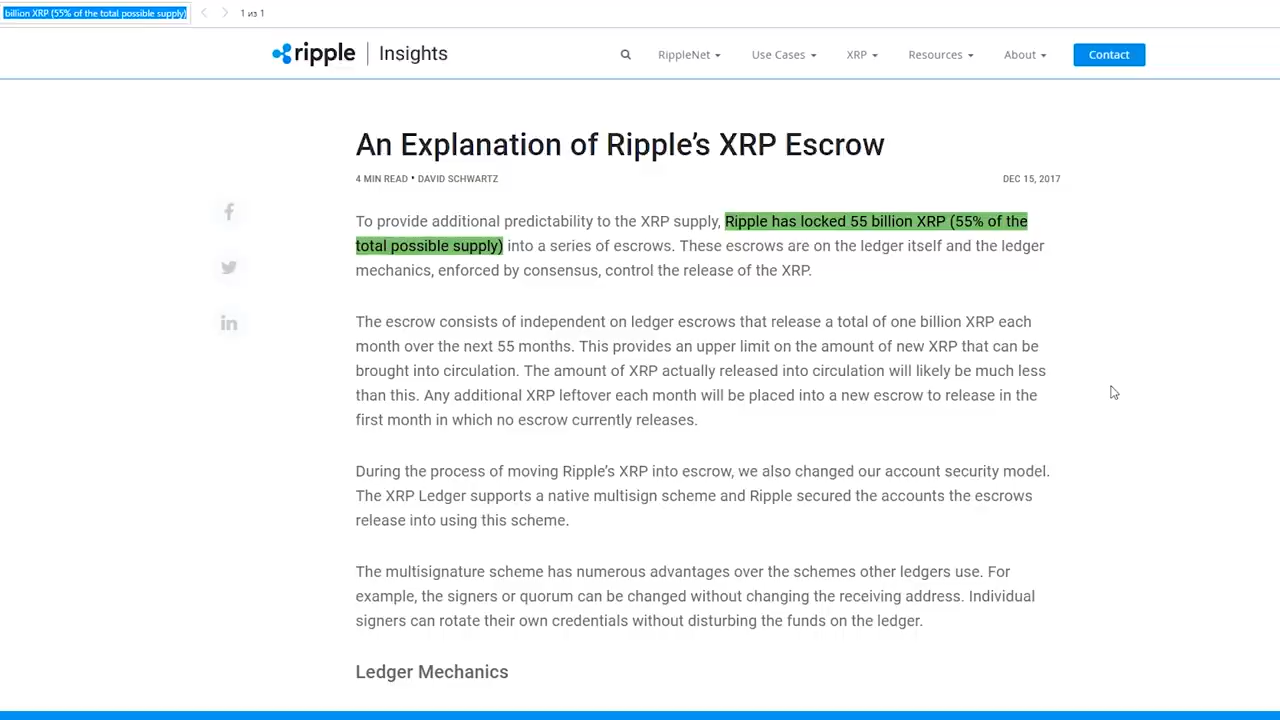 billion XRP (55% of the total possible supply)
1 из 1
ripple | Insights
RippleNet
Use Cases
XRP
Resources
About
Contact
An Explanation of Ripple’s XRP Escrow
4 MIN READ • DAVID SCHWARTZ
DEC 15, 2017
To provide additional predictability to the XRP supply, Ripple has locked 55 billion XRP (55% of the
total possible supply) into a series of escrows. These escrows are on the ledger itself and the ledger
mechanics, enforced by consensus, control the release of the XRP.
The escrow consists of independent on ledger escrows that release a total of one billion XRP each
month over the next 55 months. This provides an upper limit on the amount of new XRP that can be
brought into circulation. The amount of XRP actually released into circulation will likely be much less
than this. Any additional XRP leftover each month will be placed into a new escrow to release in the
first month in which no escrow currently releases.
During the process of moving Ripple’s XRP into escrow, we also changed our account security model.
The XRP Ledger supports a native multisign scheme and Ripple secured the accounts the escrows
release into using this scheme.
The multisignature scheme has numerous advantages over the schemes other ledgers use. For
example, the signers or quorum can be changed without changing the receiving address. Individual
signers can rotate their own credentials without disturbing the funds on the ledger.
Ledger Mechanics